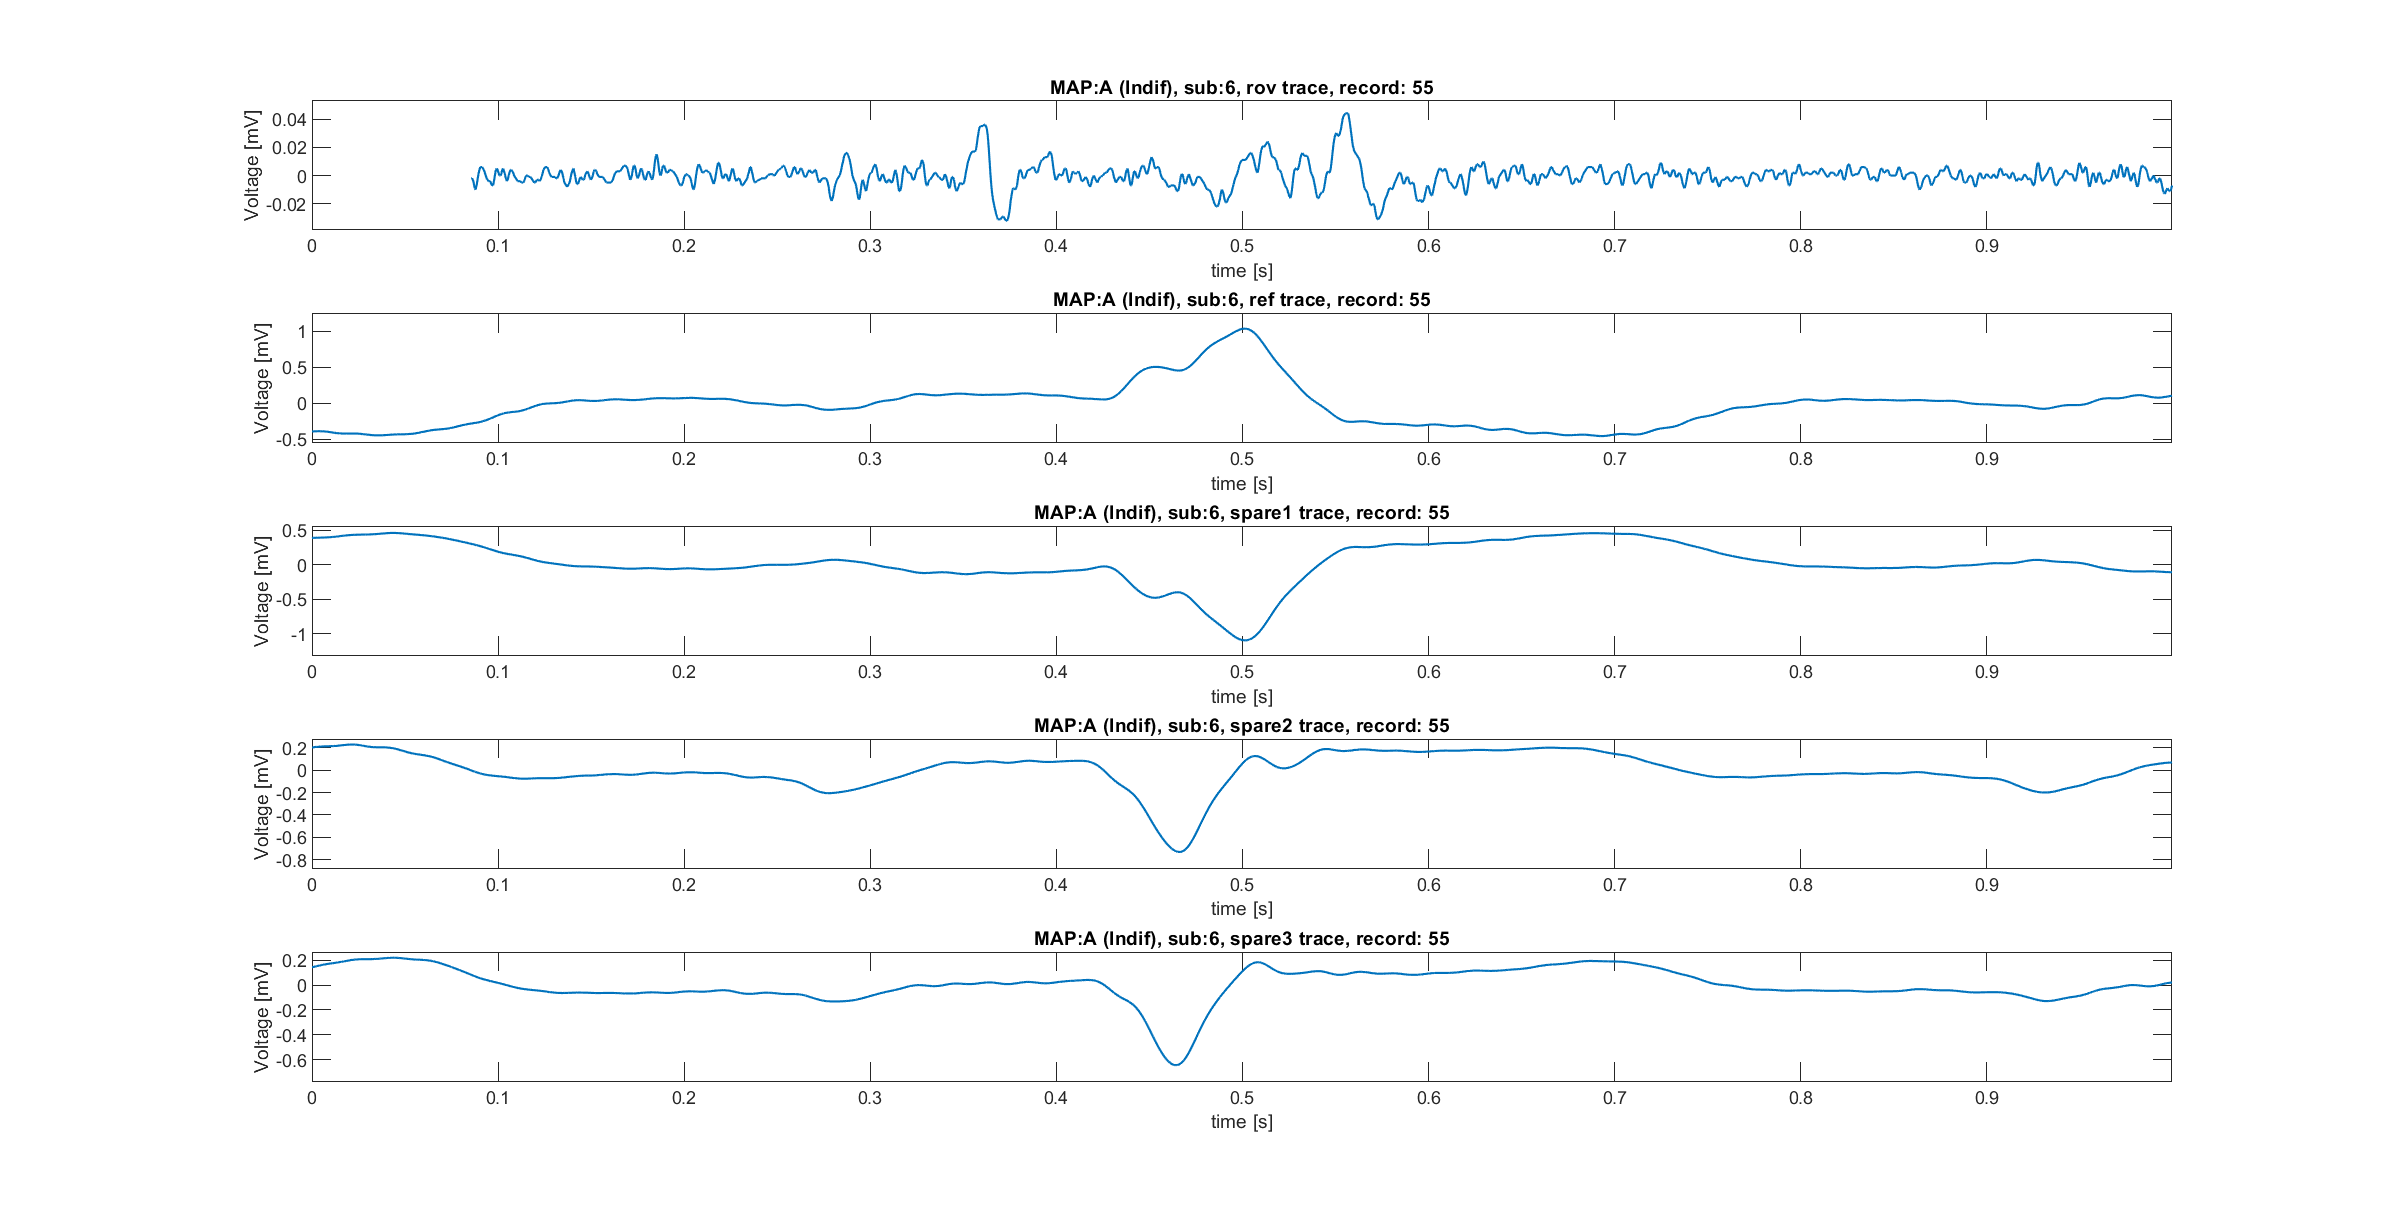 MAP:A (Indif), sub:6, rov trace, record: 55
Voltage [mV]
0.04
0.02
0
-0.02
0 0.1 0.2 0.3 0.4 0.5 0.6 0.7 0.8 0.9
time [s]
MAP:A (Indif), sub:6, ref trace, record: 55
Voltage [mV]
1
0.5
0
-0.5
0 0.1 0.2 0.3 0.4 0.5 0.6 0.7 0.8 0.9
time [s]
MAP:A (Indif), sub:6, spare1 trace, record: 55
Voltage [mV]
0.5
0
-0.5
-1
0 0.1 0.2 0.3 0.4 0.5 0.6 0.7 0.8 0.9
time [s]
MAP:A (Indif), sub:6, spare2 trace, record: 55
Voltage [mV]
0.2
0
-0.2
-0.4
-0.6
-0.8
0 0.1 0.2 0.3 0.4 0.5 0.6 0.7 0.8 0.9
time [s]
MAP:A (Indif), sub:6, spare3 trace, record: 55
Voltage [mV]
0.2
0
-0.2
-0.4
-0.6
0 0.1 0.2 0.3 0.4 0.5 0.6 0.7 0.8 0.9
time [s]